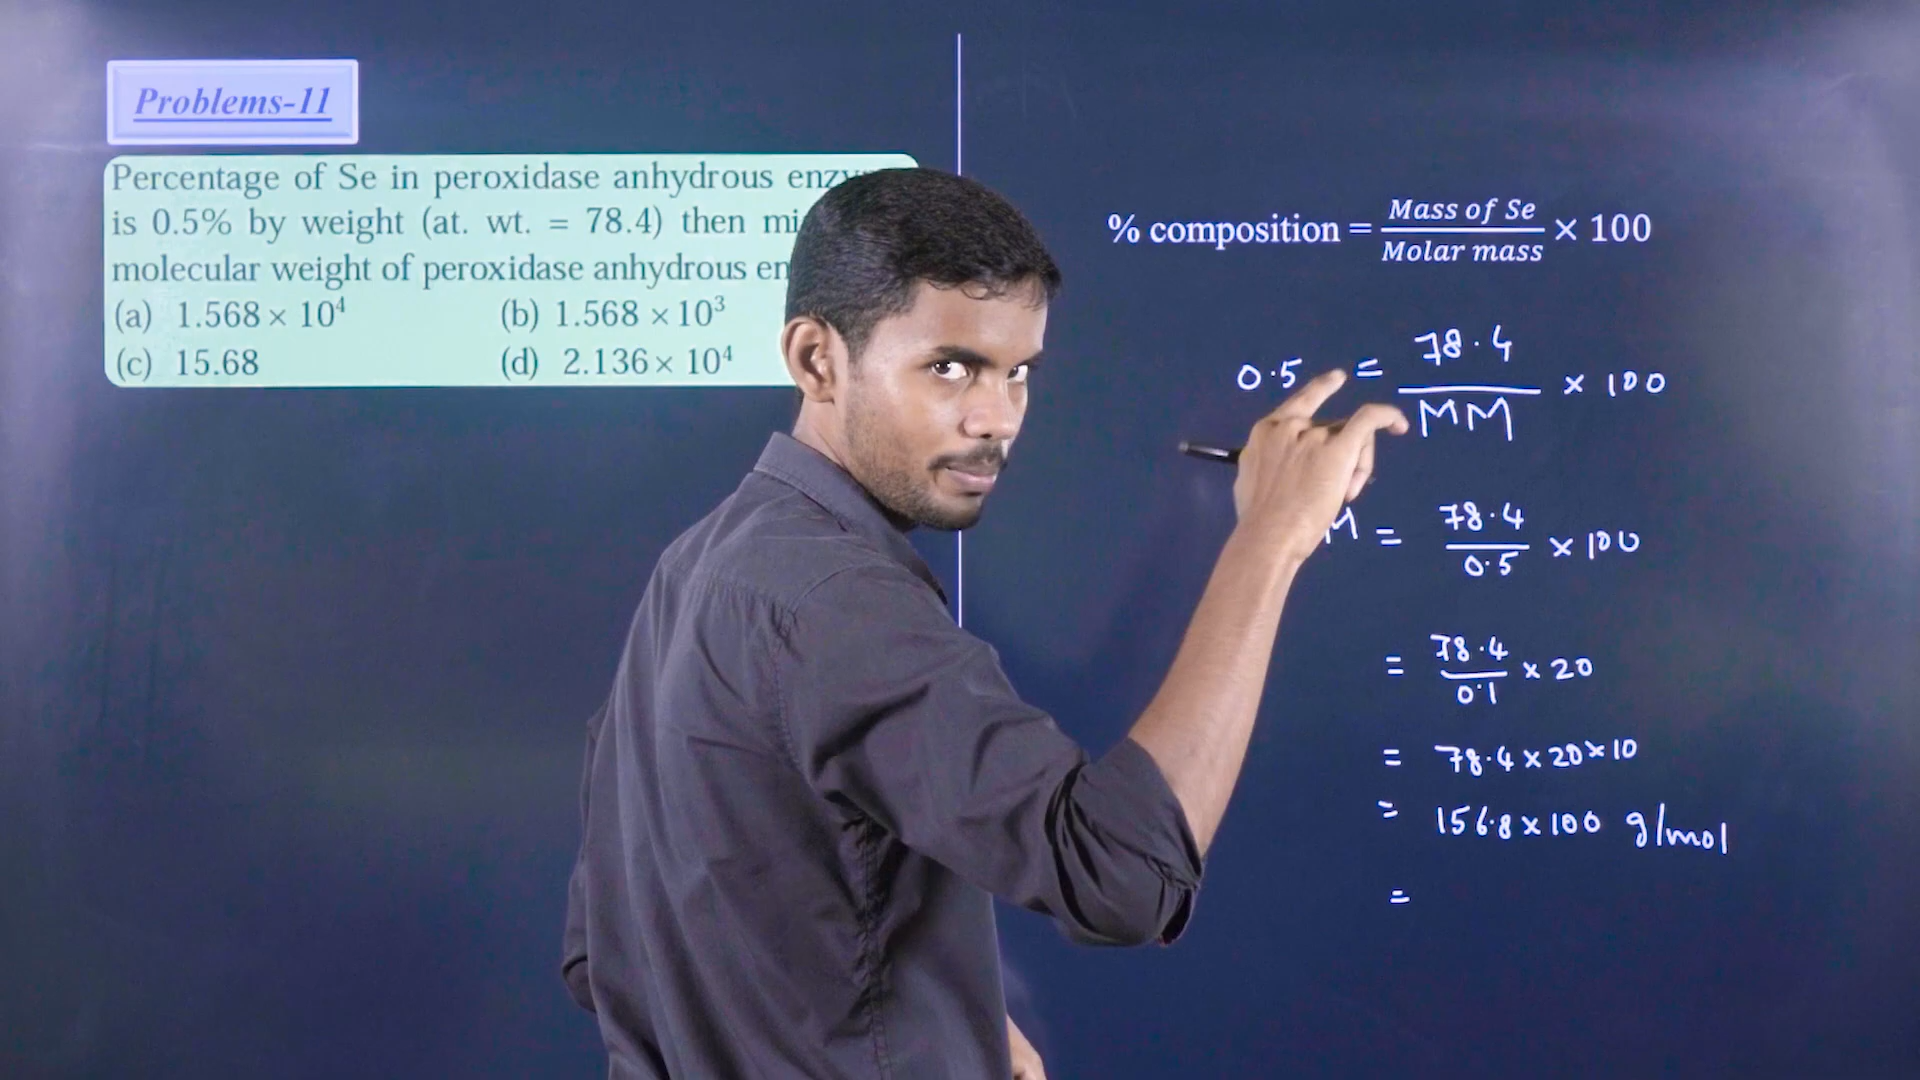 Problems-11
Percentage of Se in peroxidase anhydrous
is 0.5% by weight (at. wt. = 78.4) then
molecular weight of peroxidase anhydrous
(a) 1.568 × 10⁴ (b) 1.568 × 10³
(c) 15.68 (d) 2.136 × 10⁴
% composition = Mass of Se / Molar mass × 100
0.5 = 78.4 / MM × 100
M = 78.4 / 0.5 × 100
= 78.4 / 0.1 × 20
= 78.4 × 20 × 10
= 156.8 × 100 g/mol
=